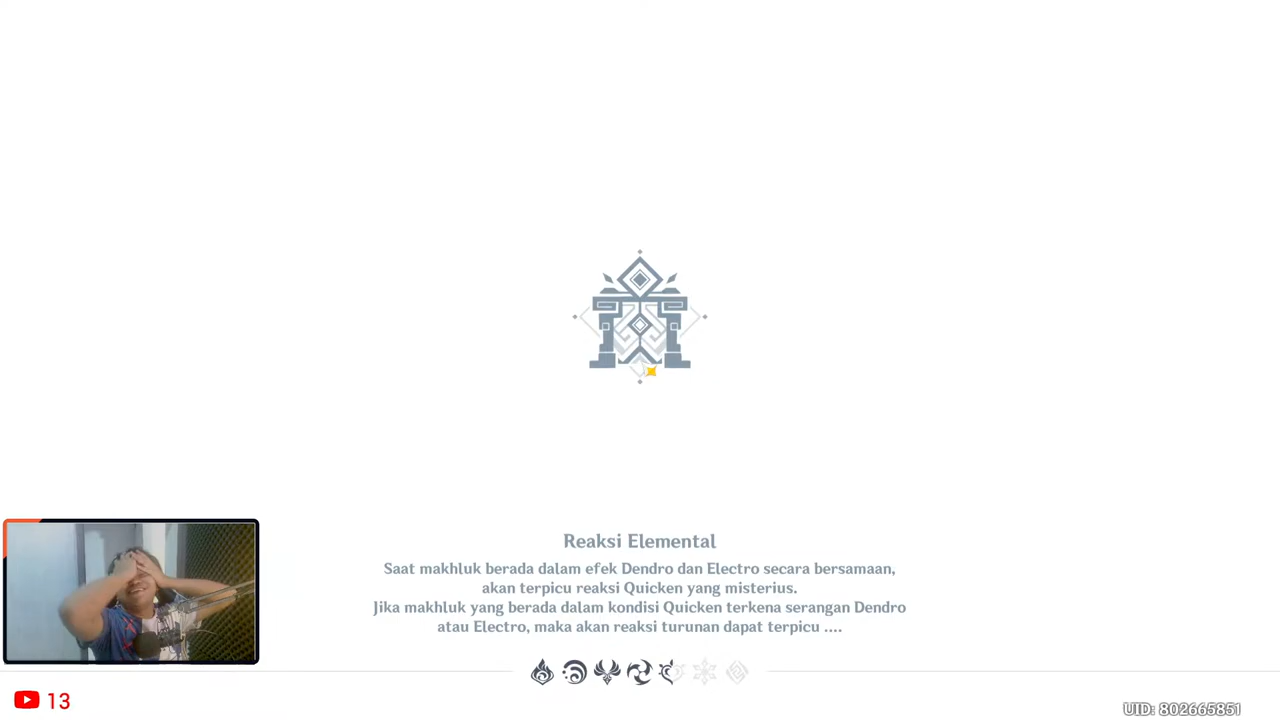 Reaksi Elemental
Saat makhluk berada dalam efek Dendro dan Electro secara bersamaan,
akan terpicu reaksi Quicken yang misterius.
Jika makhluk yang berada dalam kondisi Quicken terkena serangan Dendro
atau Electro, maka akan reaksi turunan dapat terpicu ....
13
UID: 802665851